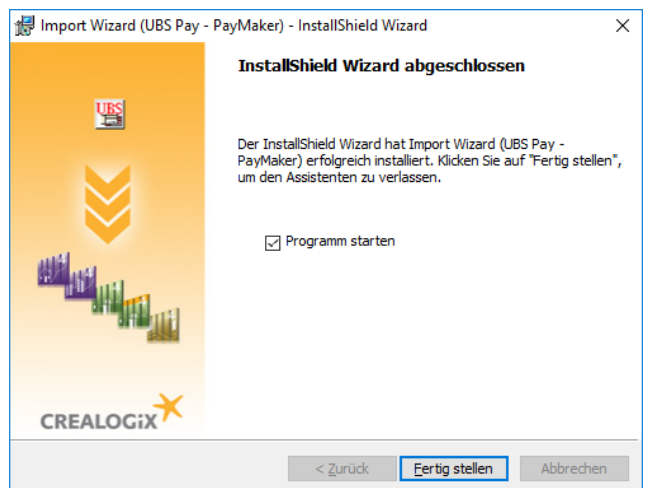 Import Wizard (UBS Pay - PayMaker) - InstallShield Wizard
InstallShield Wizard abgeschlossen
UBS
Der InstallShield Wizard hat Import Wizard (UBS Pay -
PayMaker) erfolgreich installiert. Klicken Sie auf "Fertig stellen",
um den Assistenten zu verlassen.
Programm starten
CREALOGiX
< Zurück
Fertig stellen
Abbrechen